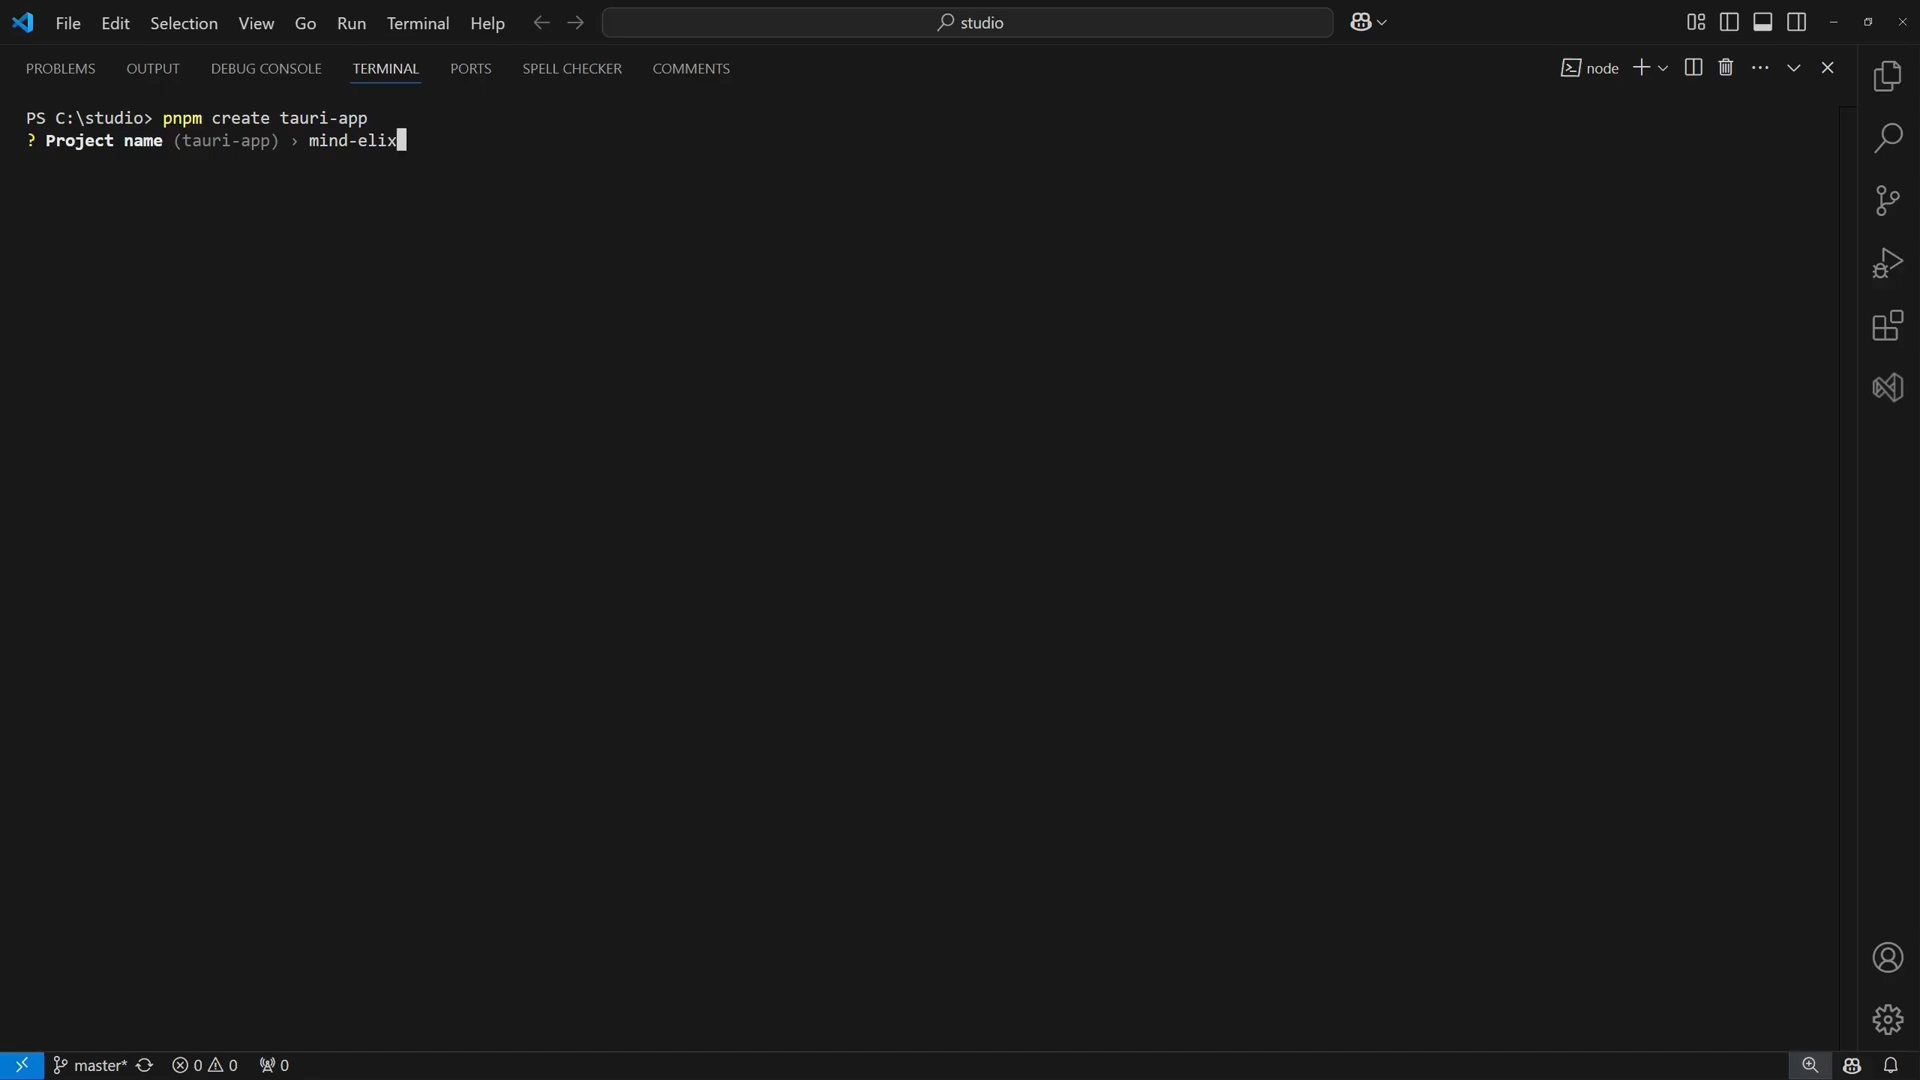 File Edit Selection View Go Run Terminal Help studio
PROBLEMS OUTPUT DEBUG CONSOLE TERMINAL PORTS SPELL CHECKER COMMENTS node
PS C:\studio> pnpm create tauri-app
? Project name (tauri-app) › mind-elix
master* 0 0 0